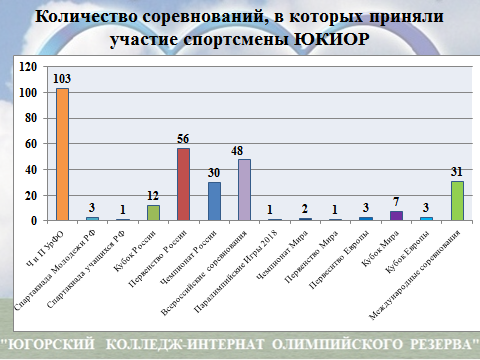 Количество соревнований, в которых приняли
участие спортсмены ЮКИОР
120
100
80
60
40
20
0
103
3
1
12
56
30
48
1
2
1
3
7
3
31
Ч и П УрФО
Спартакиада Молодежи РФ
Спартакиада учащихся РФ
Кубок России
Первенство России
Чемпионат России
Всероссийские соревнования
Паралимпийские Игры 2018
Чемпионат Мира
Первенство Мира
Первенство Европы
Кубок Мира
Кубок Европы
Международные соревнования
"ЮГОРСКИЙ КОЛЛЕДЖ-ИНТЕРНАТ ОЛИМПИЙСКОГО РЕЗЕРВА"